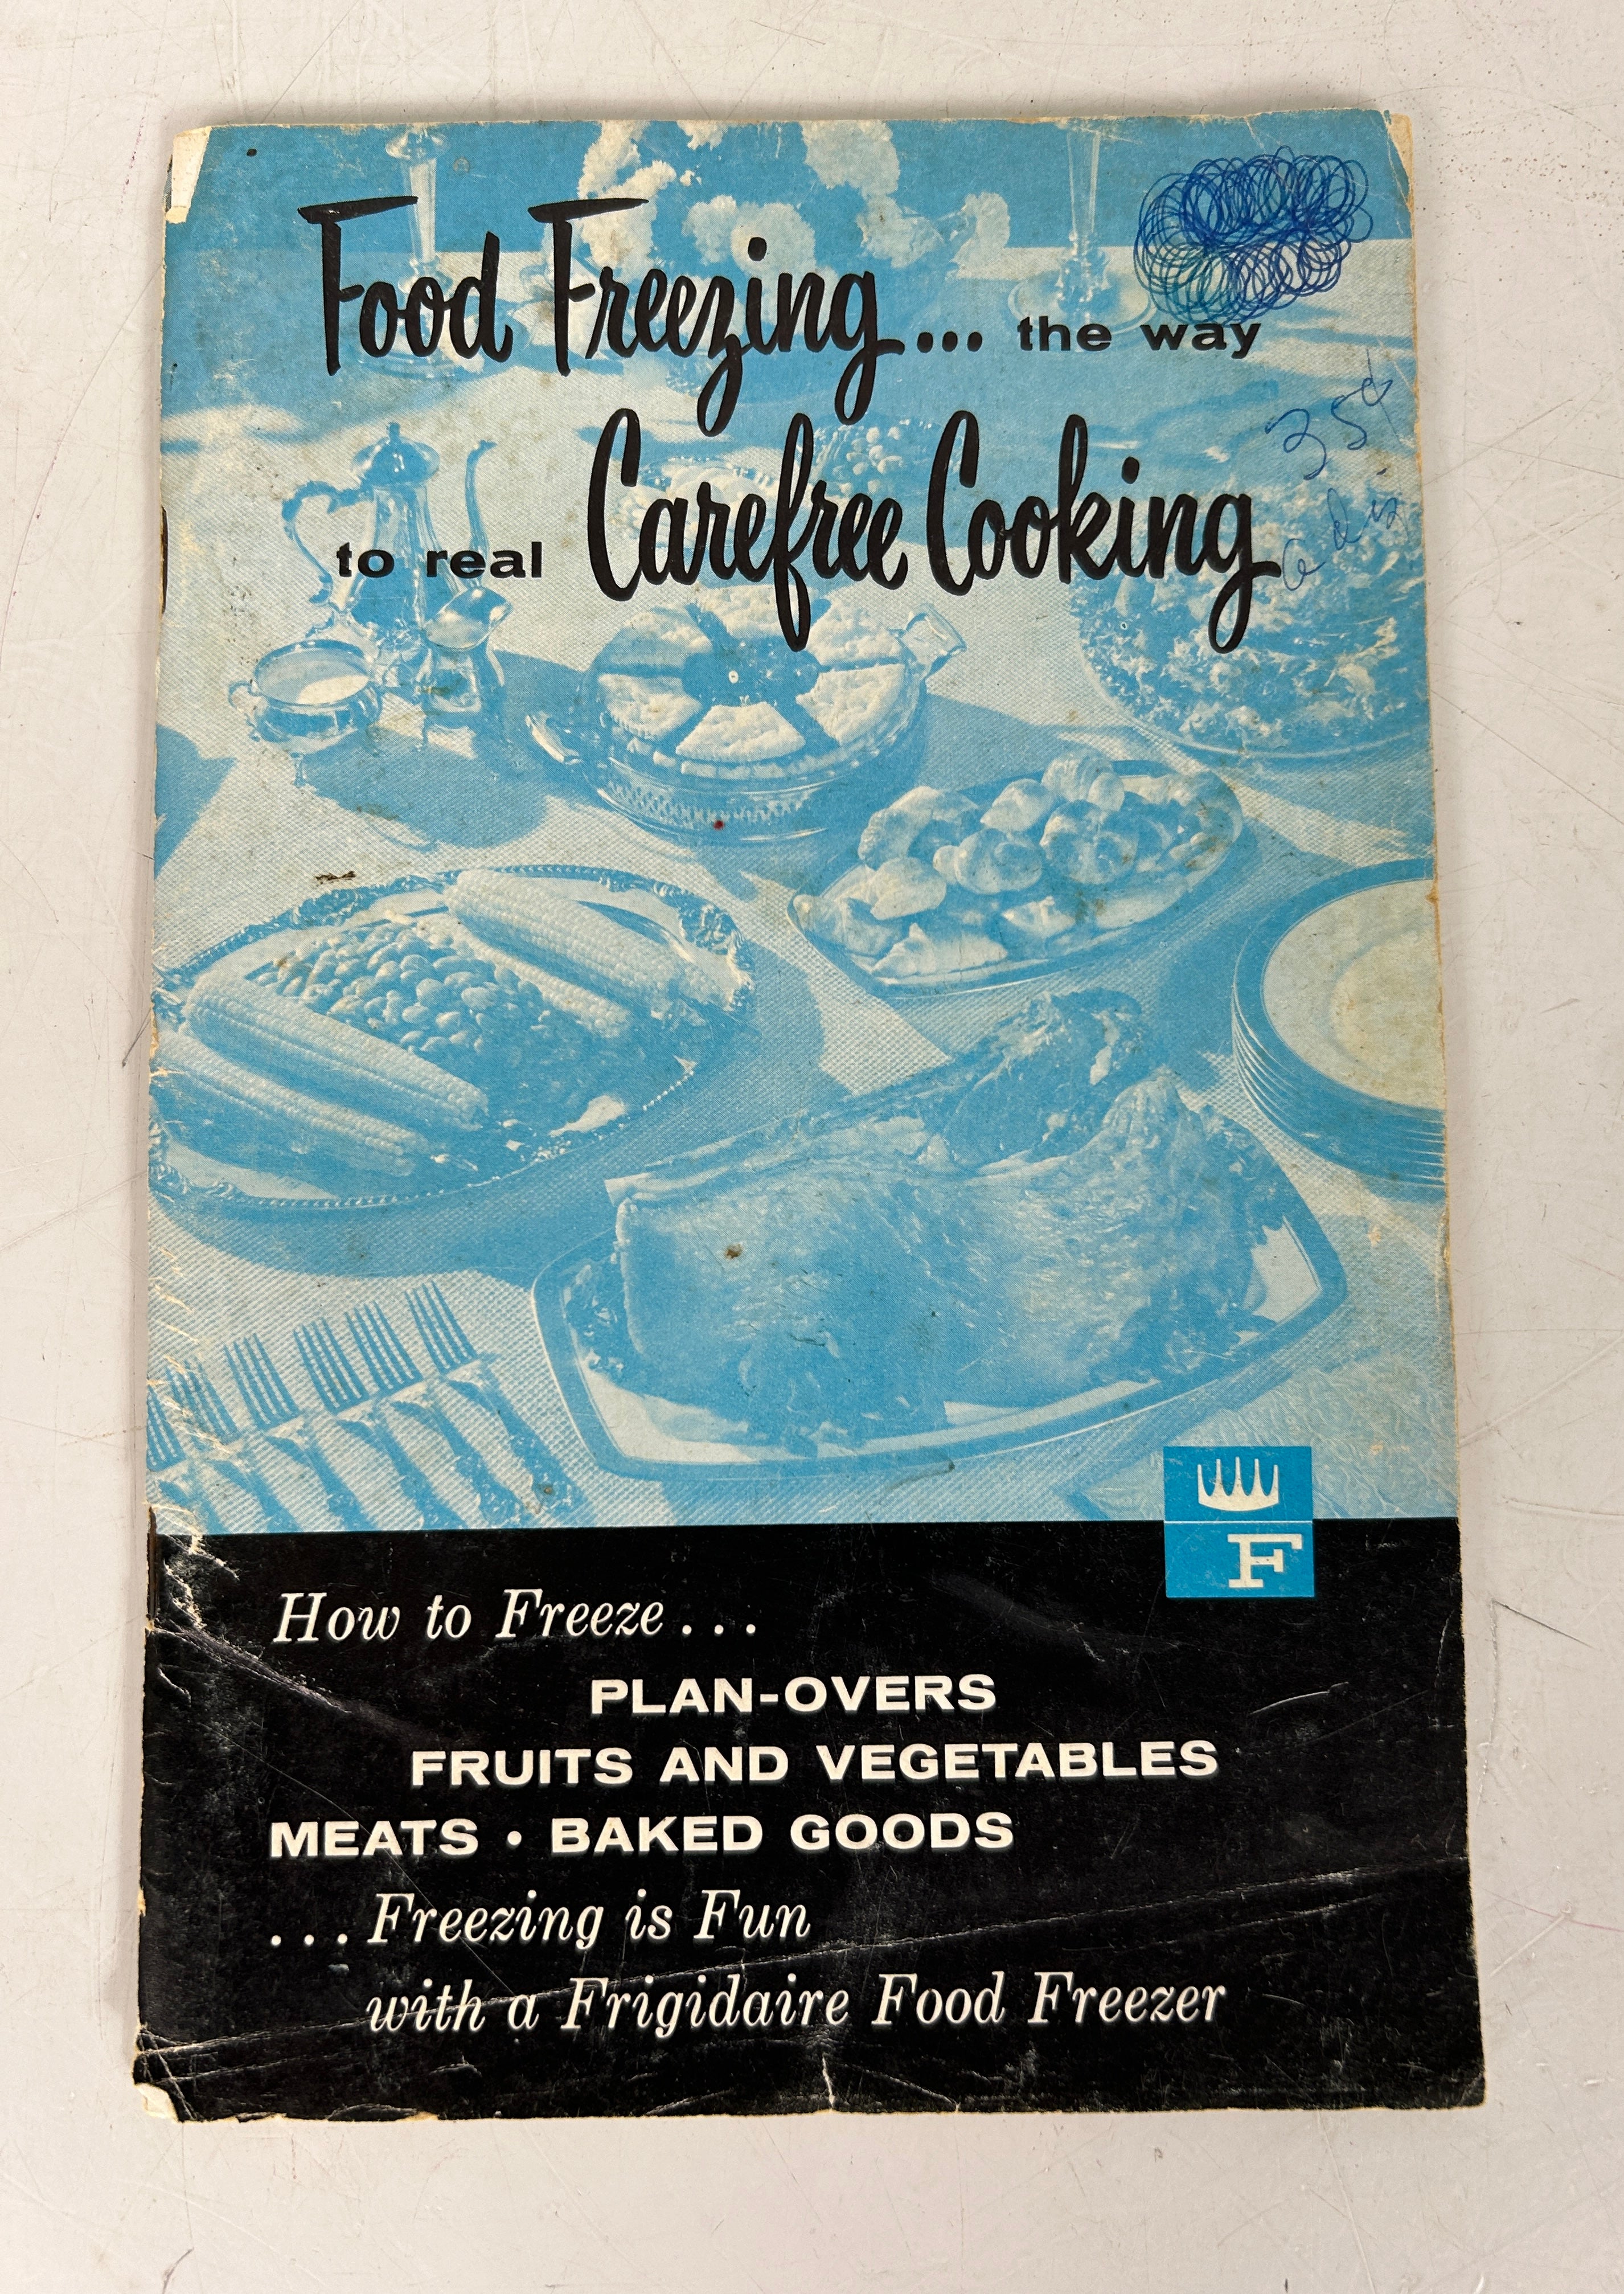 Food Freezing... the way
35¢
to real Carefree Cooking
F
How to Freeze...
PLAN-OVERS
FRUITS AND VEGETABLES
MEATS • BAKED GOODS
...Freezing is Fun
with a Frigidaire Food Freezer